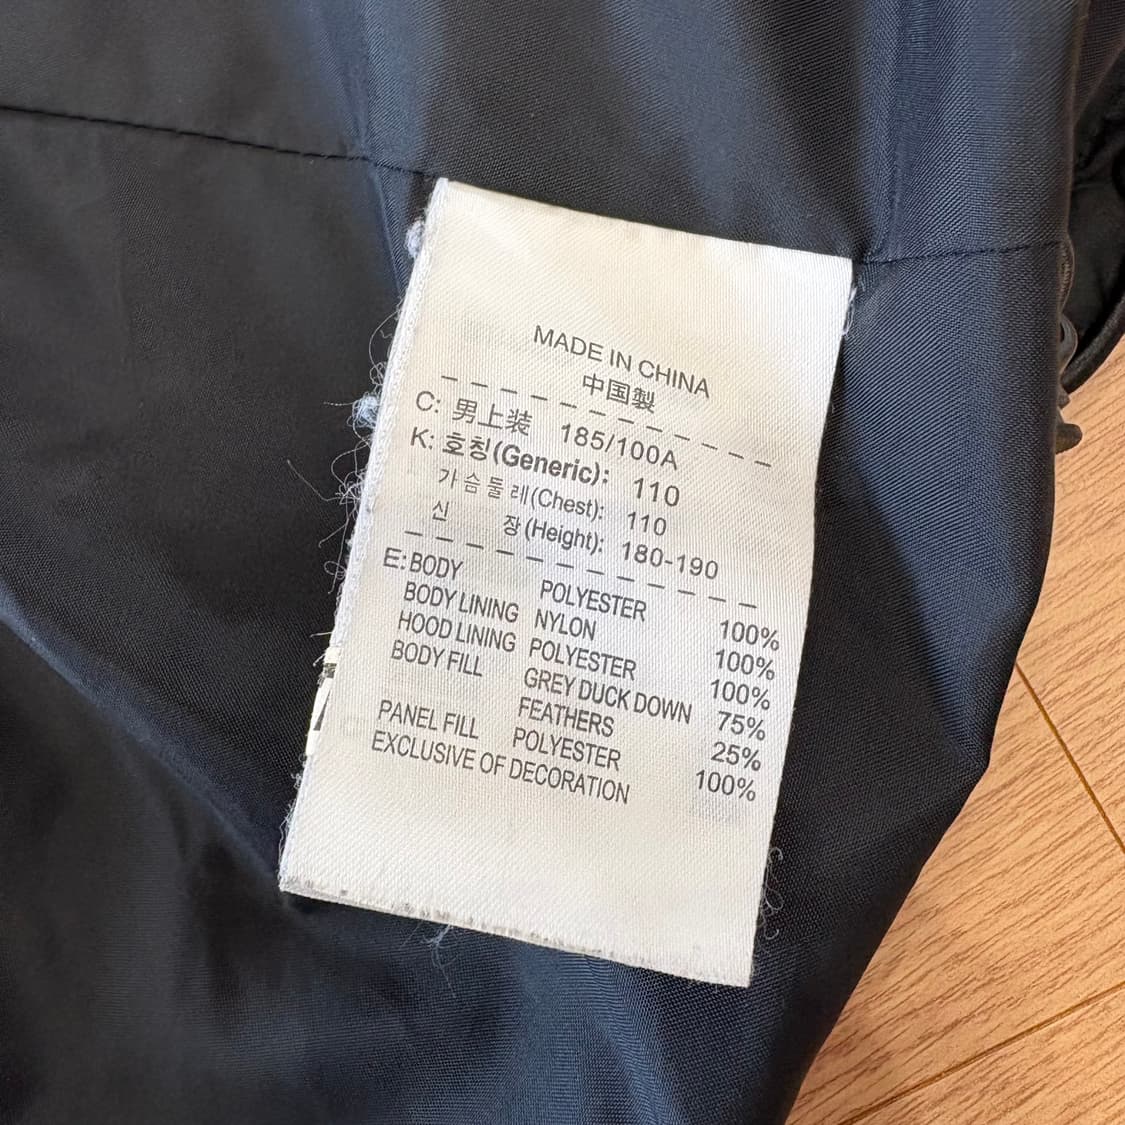 MADE IN CHINA
中国製
C: 男上装 185/100A
K: 호칭(Generic): 110
가슴둘레(Chest): 110
신 장(Height): 180-190
E: BODY POLYESTER 100%
BODY LINING NYLON 100%
HOOD LINING POLYESTER 100%
BODY FILL GREY DUCK DOWN 75%
FEATHERS 25%
PANEL FILL POLYESTER 100%
EXCLUSIVE OF DECORATION